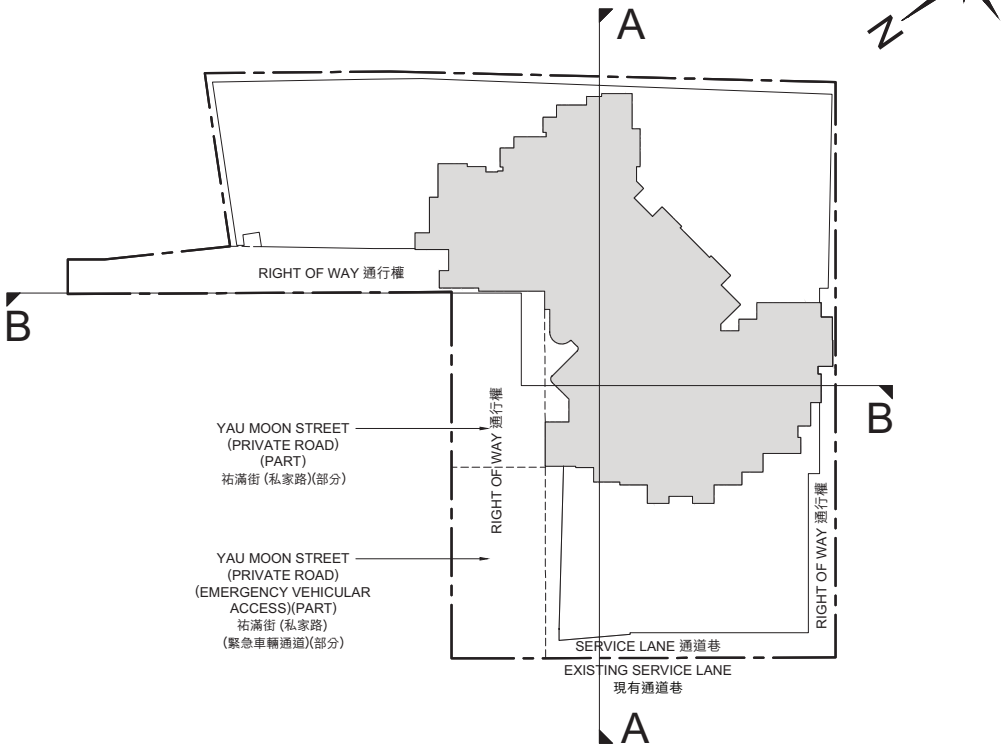 A
N
RIGHT OF WAY 通行權
B
YAU MOON STREET
(PRIVATE ROAD)
(PART)
祐滿街 (私家路)(部分)
RIGHT OF WAY 通行權
B
YAU MOON STREET
(PRIVATE ROAD)
(EMERGENCY VEHICULAR
ACCESS)(PART)
祐滿街 (私家路)
(緊急車輛通道)(部分)
RIGHT OF WAY 通行權
SERVICE LANE 通道巷
EXISTING SERVICE LANE
現有通道巷
A